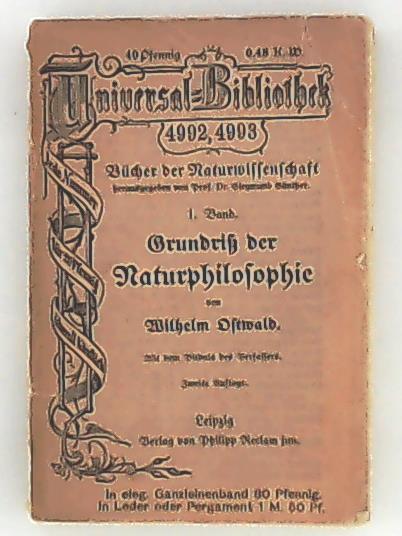 40 Pfennig 0,48 K. W.
Universal-Bibliothek
4992, 4993
Bücher der Naturwissenschaft
herausgegeben von Prof. Dr. Siegmund Günther.
1. Band.
Grundriß der
Naturphilosophie
von
Wilhelm Ostwald.
Mit dem Bildnis des Verfassers.
Zweite Auflage.
Leipzig
Verlag von Philipp Reclam jun.
In eleg. Ganzleinenband 80 Pfennig.
In Leder oder Pergament 1 M. 50 Pf.